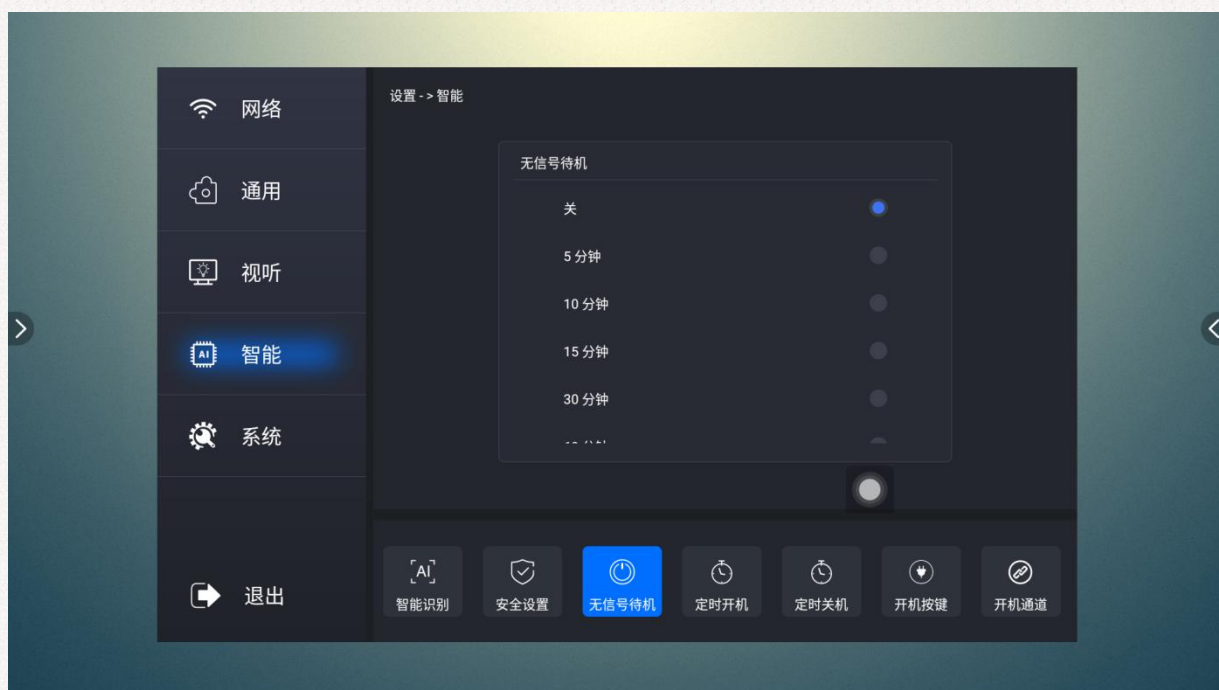 网络
通用
视听
AI
智能
系统
退出
设置 - > 智能
无信号待机
关
5 分钟
10 分钟
15 分钟
30 分钟
AI
智能识别
安全设置
无信号待机
定时开机
定时关机
开机按键
开机通道